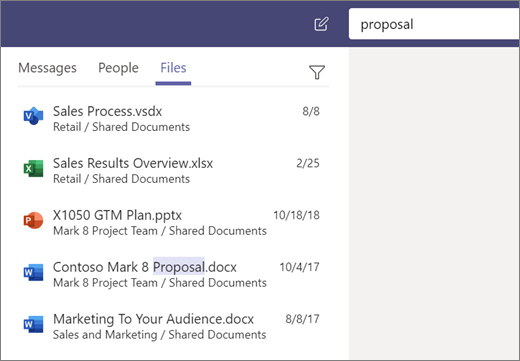 proposal
Messages People Files
Sales Process.vsdx 8/8
Retail / Shared Documents
Sales Results Overview.xlsx 2/25
Retail / Shared Documents
X1050 GTM Plan.pptx 10/18/18
Mark 8 Project Team / Shared Documents
Contoso Mark 8 Proposal.docx 10/4/17
Mark 8 Project Team / Shared Documents
Marketing To Your Audience.docx 8/8/17
Sales and Marketing / Shared Documents